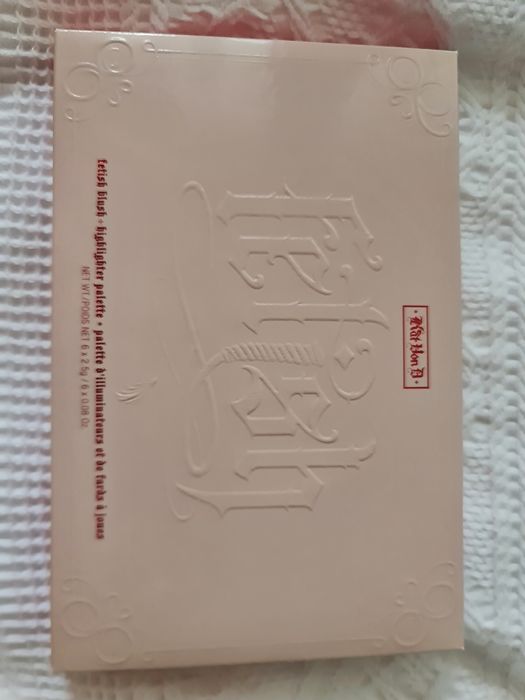 Kat Von D
fetish
fetish blush + highlighter palette • palette d'illuminateurs et de fards à joues
NET WT./POIDS NET 6 x 2.5g / 6 x 0.08 Oz.